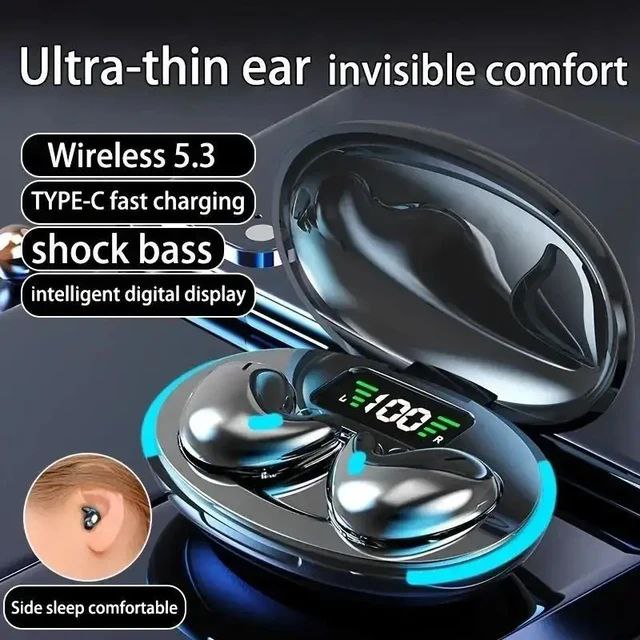 Ultra-thin ear invisible comfort
Wireless 5.3
TYPE-C fast charging
shock bass
intelligent digital display
L 100 R
Side sleep comfortable